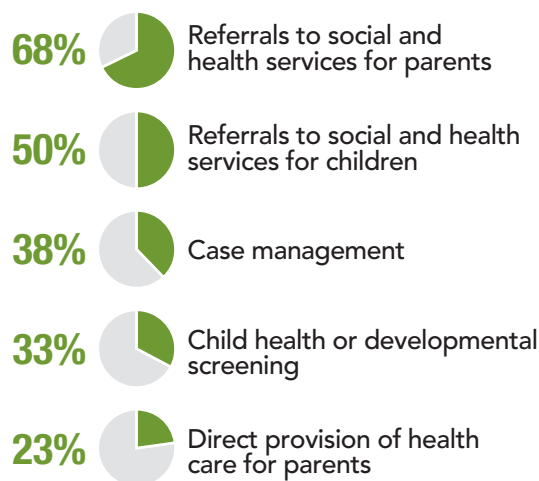 68%
Referrals to social and
health services for parents
50%
Referrals to social and health
services for children
38%
Case management
33%
Child health or developmental
screening
23%
Direct provision of health
care for parents